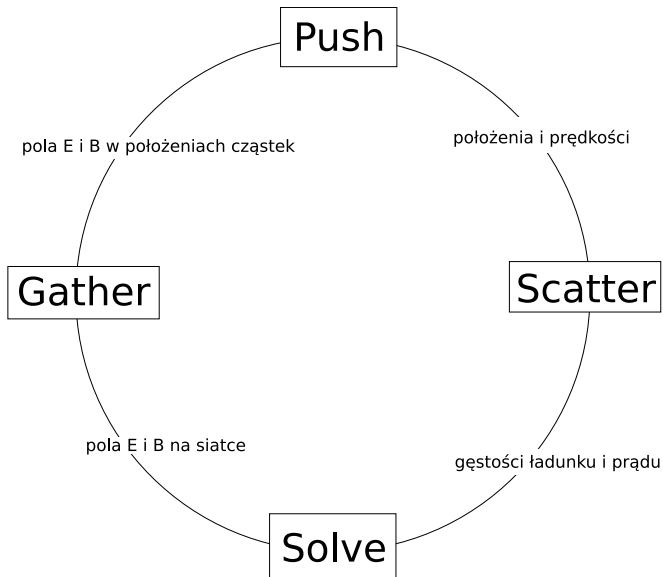 Push
położenia i prędkości
pola E i B w położeniach cząstek
Scatter
Gather
pola E i B na siatce
gęstości ładunku i prądu
Solve